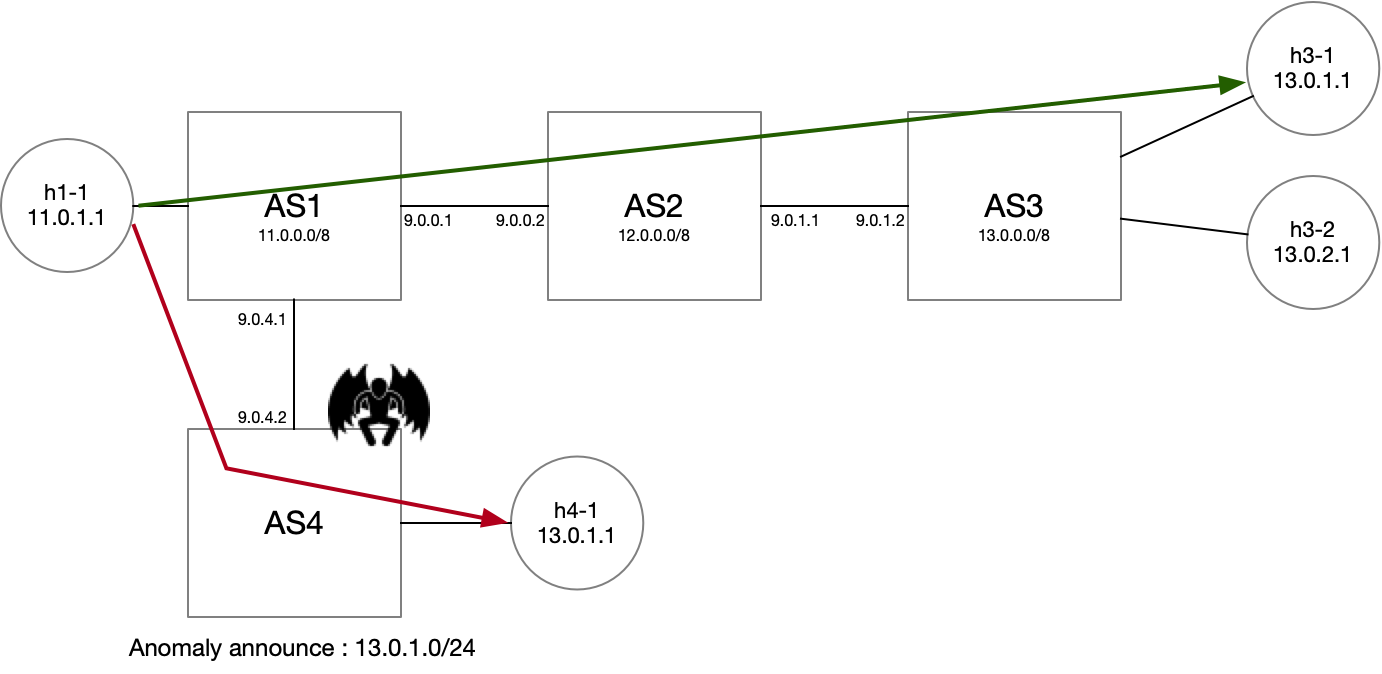 h3-1
13.0.1.1
h1-1
11.0.1.1
AS1
11.0.0.0/8
9.0.0.1
9.0.0.2
AS2
12.0.0.0/8
9.0.1.1
9.0.1.2
AS3
13.0.0.0/8
h3-2
13.0.2.1
9.0.4.1
9.0.4.2
AS4
h4-1
13.0.1.1
Anomaly announce : 13.0.1.0/24